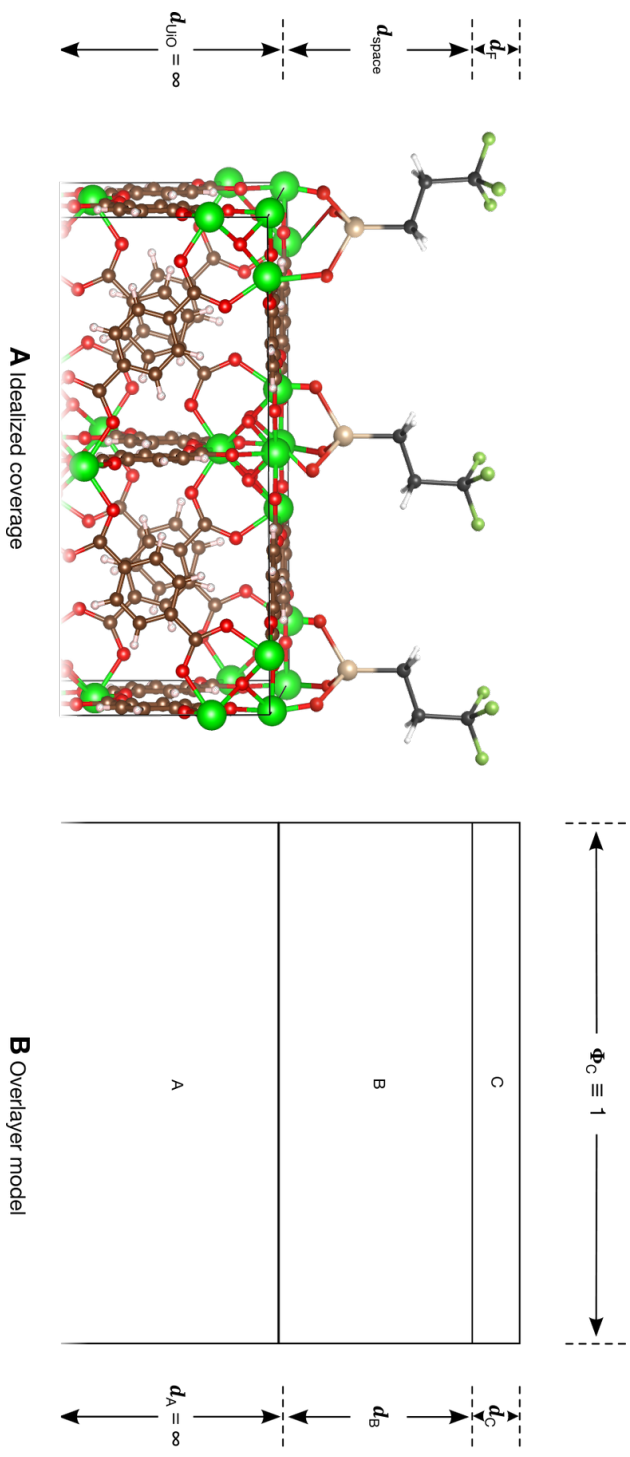 d_F
d_space
d_UiO = ∞
A Idealized coverage
Φ_C ≡ 1
C
B
A
d_C
d_B
d_A = ∞
B Overlayer model